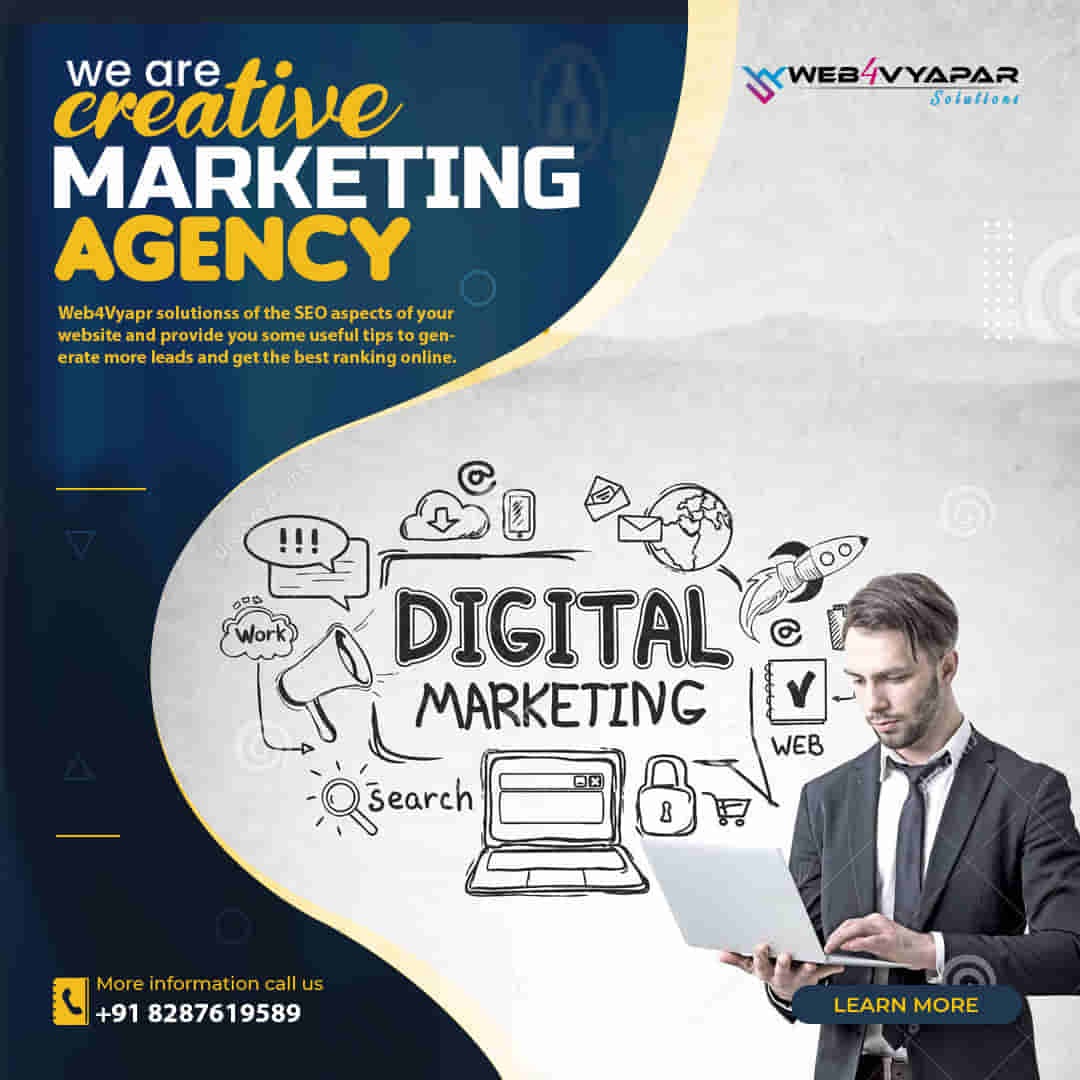 we are
creative
MARKETING
AGENCY
Web4Vyapr solutionss of the SEO aspects of your
website and provide you some useful tips to gen-
erate more leads and get the best ranking online.
WEB4VYAPAR
Solutions
!!!
Work
DIGITAL
MARKETING
WEB
search
More information call us
+91 8287619589
LEARN MORE